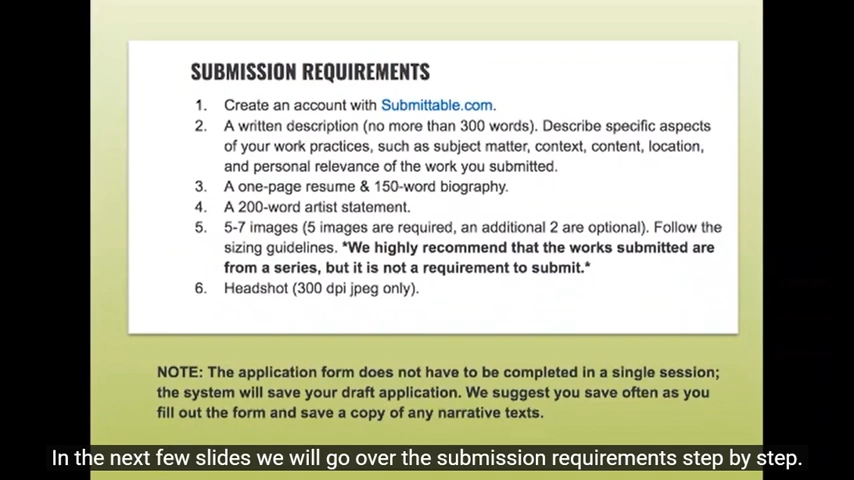 SUBMISSION REQUIREMENTS
1. Create an account with Submittable.com.
2. A written description (no more than 300 words). Describe specific aspects
of your work practices, such as subject matter, context, content, location,
and personal relevance of the work you submitted.
3. A one-page resume & 150-word biography.
4. A 200-word artist statement.
5. 5-7 images (5 images are required, an additional 2 are optional). Follow the
sizing guidelines. *We highly recommend that the works submitted are
from a series, but it is not a requirement to submit.*
6. Headshot (300 dpi jpeg only).
NOTE: The application form does not have to be completed in a single session;
the system will save your draft application. We suggest you save often as you
fill out the form and save a copy of any narrative texts.
In the next few slides we will go over the submission requirements step by step.